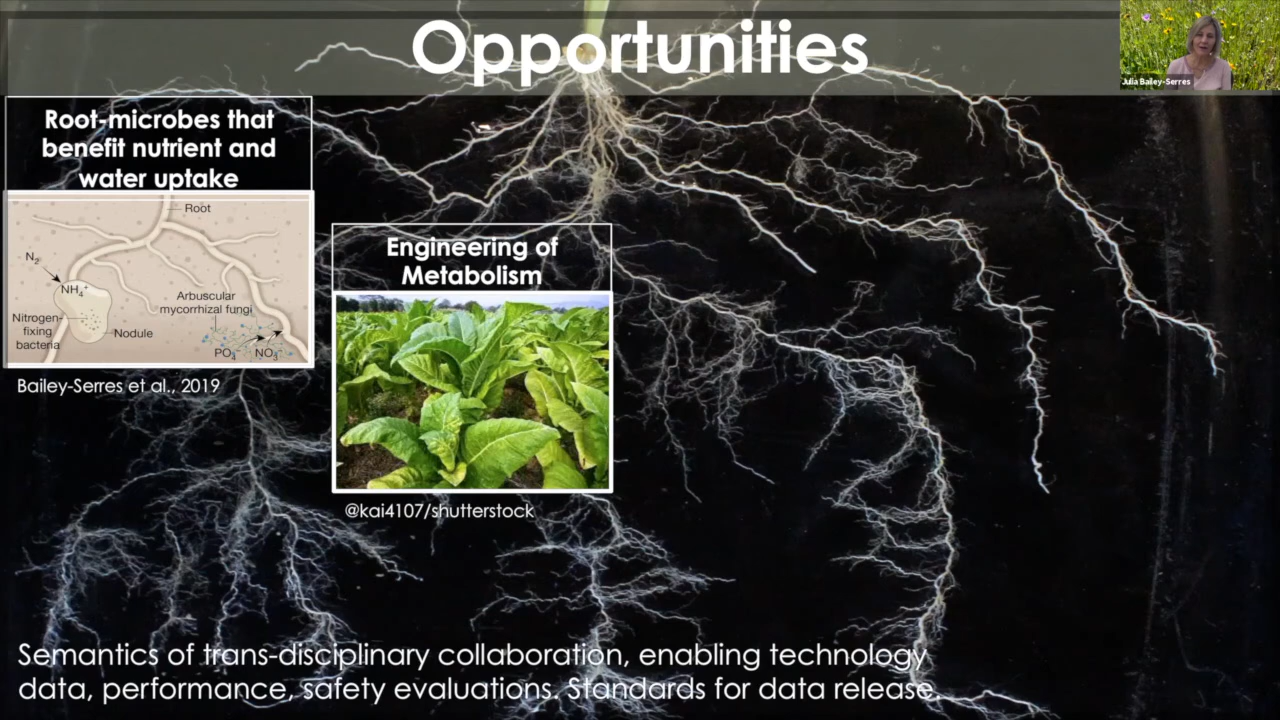 Opportunities
Julia Bailey-Serres
Root-microbes that
benefit nutrient and
water uptake
Root
N2
NH4+
Arbuscular
mycorrhizal fungi
Nitrogen-
fixing
bacteria
Nodule
PO3-
NO3-
Bailey-Serres et al., 2019
Engineering of
Metabolism
@kai4107/shutterstock
Semantics of trans-disciplinary collaboration, enabling technology
data, performance, safety evaluations. Standards for data release.